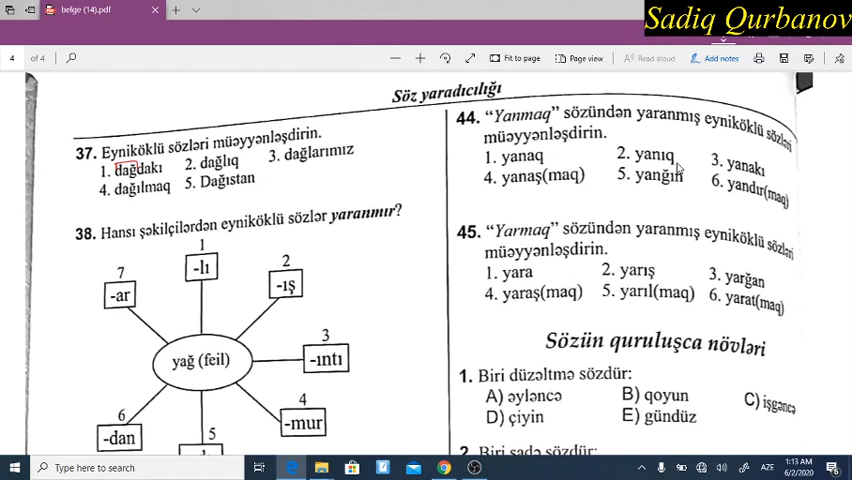 belge (14).pdf
Sadiq Qurbanov
4 of 4
Fit to page
Page view
Read aloud
Add notes
Söz yaradıcılığı
37. Eyniköklü sözləri müəyyənləşdirin.
1. dağdakı 2. dağlıq 3. dağlarımız
4. dağılmaq 5. Dağıstan
38. Hansı şəkilçilərdən eyniköklü sözlər yaranmır?
1
-lı
2
-ış
3
-ıntı
4
-mur
5
6
-dan
7
-ar
yağ (feil)
44. “Yanmaq” sözündən yaranmış eyniköklü sözləri
müəyyənləşdirin.
1. yanaq 2. yanıq 3. yanakı
4. yanaş(maq) 5. yanğın 6. yandır(maq)
45. “Yarmaq” sözündən yaranmış eyniköklü sözləri
müəyyənləşdirin.
1. yara 2. yarış 3. yarğan
4. yaraş(maq) 5. yarıl(maq) 6. yarat(maq)
Sözün quruluşca növləri
1. Biri düzəltmə sözdür:
A) əyləncə B) qoyun C) işgəncə
D) çiyin E) gündüz
2. Biri sadə sözdür:
Type here to search
AZE
1:13 AM
6/2/2020